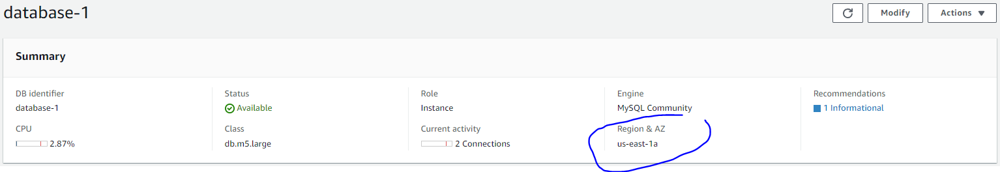 database-1
Modify
Actions
Summary
DB identifier
database-1
Status
Available
Role
Instance
Engine
MySQL Community
Recommendations
1 Informational
CPU
2.87%
Class
db.m5.large
Current activity
2 Connections
Region & AZ
us-east-1a